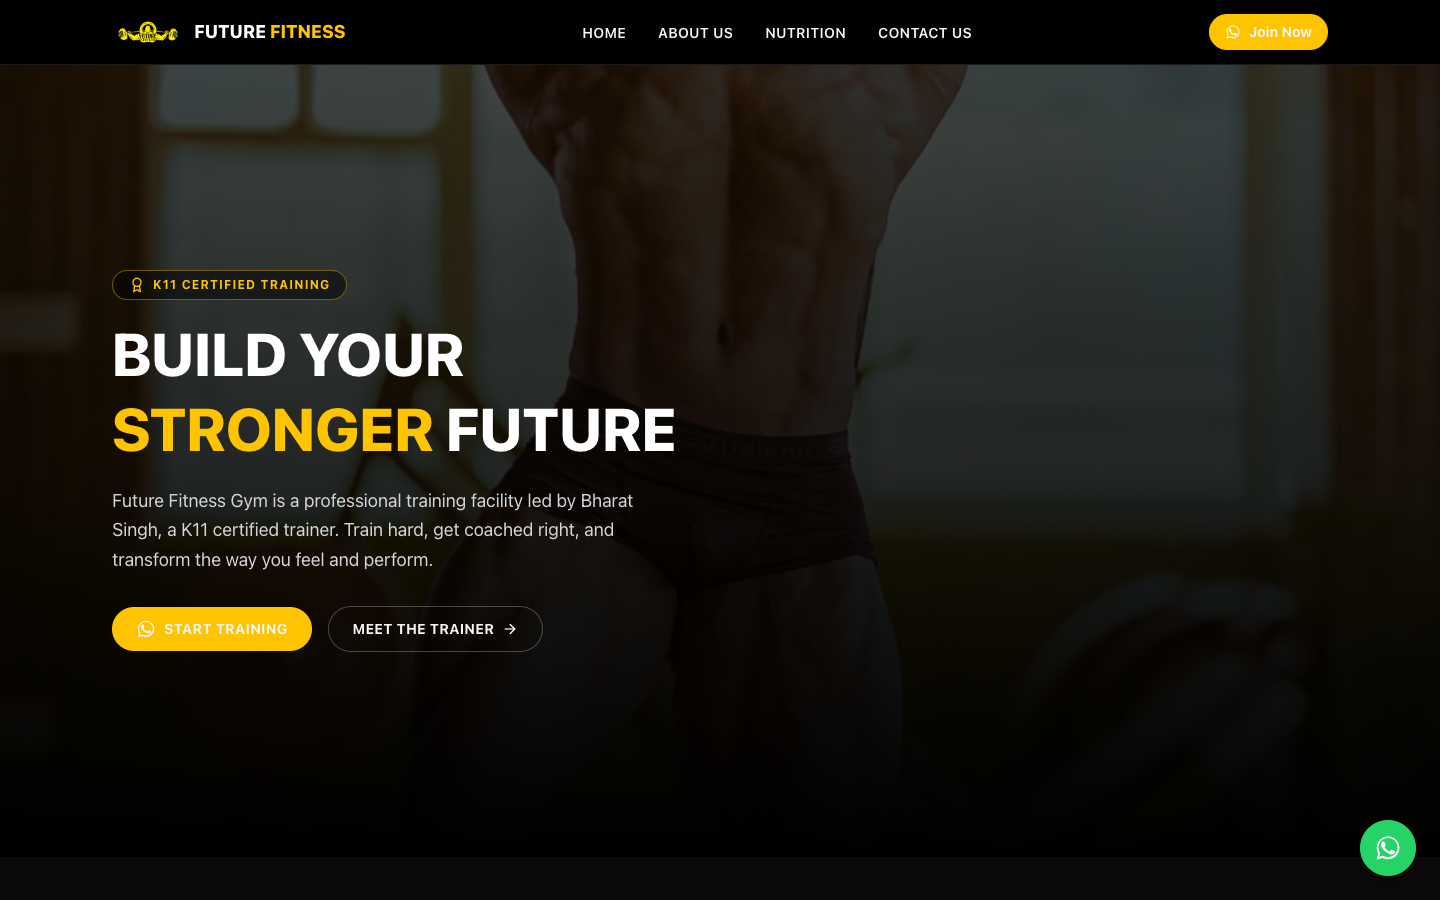 FUTURE FITNESS
HOME
ABOUT US
NUTRITION
CONTACT US
Join Now
K11 CERTIFIED TRAINING
BUILD YOUR
STRONGER FUTURE
Future Fitness Gym is a professional training facility led by Bharat
Singh, a K11 certified trainer. Train hard, get coached right, and
transform the way you feel and perform.
START TRAINING
MEET THE TRAINER